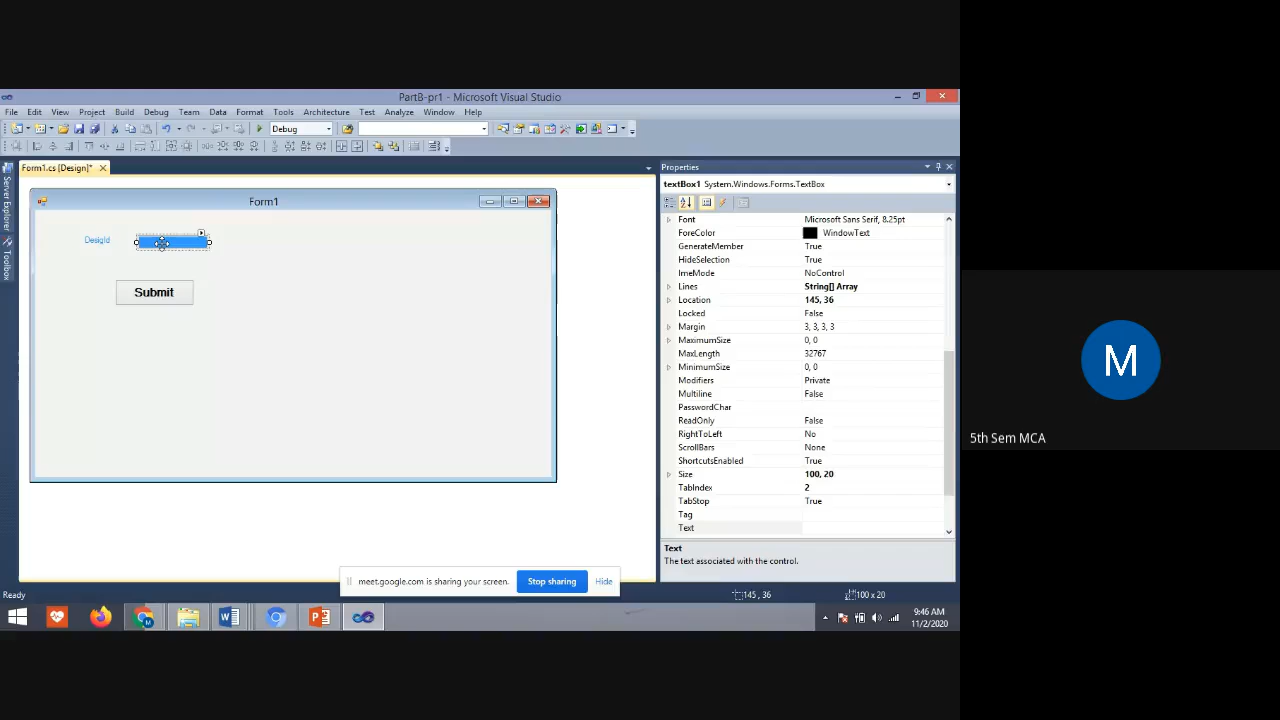 PartB-pr1 - Microsoft Visual Studio
File Edit View Project Build Debug Team Data Format Tools Architecture Test Analyze Window Help
Debug
Form1.cs [Design]* X
Properties
Server Explorer
Toolbox
Form1
DesigId
Submit
textBox1 System.Windows.Forms.TextBox
Font Microsoft Sans Serif, 8.25pt
ForeColor WindowText
GenerateMember True
HideSelection True
ImeMode NoControl
Lines String[] Array
Location 145, 36
Locked False
Margin 3, 3, 3, 3
MaximumSize 0, 0
MaxLength 32767
MinimumSize 0, 0
Modifiers Private
Multiline False
PasswordChar
ReadOnly False
RightToLeft No
ScrollBars None
ShortcutsEnabled True
Size 100, 20
TabIndex 2
TabStop True
Tag
Text
Text
The text associated with the control.
meet.google.com is sharing your screen. Stop sharing Hide
Ready 145 , 36 100 x 20
9:46 AM
11/2/2020
M
5th Sem MCA